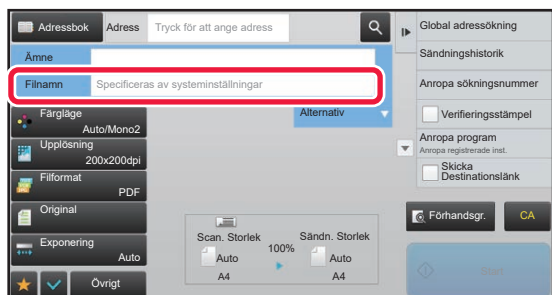 Adressbok
Adress
Tryck för att ange adress
Ämne
Filnamn
Specificeras av systeminställningar
Färgläge
Auto/Mono2
Upplösning
200x200dpi
Filformat
PDF
Original
Exponering
Auto
Övrigt
Alternativ
Scan. Storlek
100%
Sändn. Storlek
Auto
Auto
A4
A4
Global adressökning
Sändningshistorik
Anropa sökningsnummer
Verifieringsstämpel
Anropa program
Anropa registrerade inst.
Skicka
Destinationslänk
Förhandsgr.
CA
Start